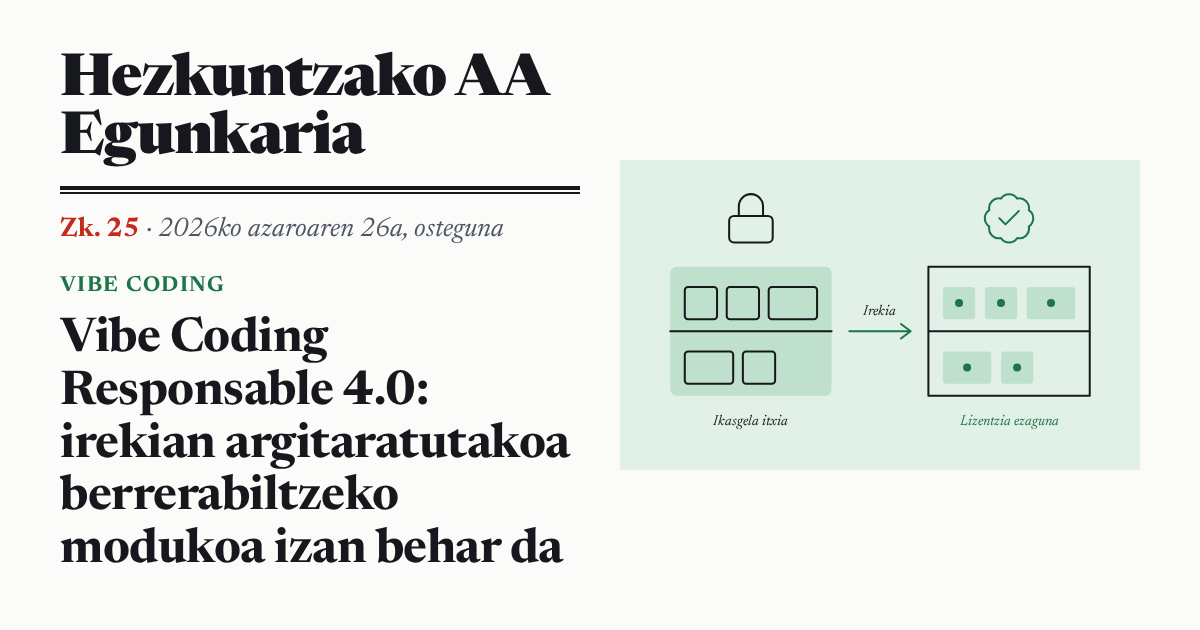 Hezkuntzako AA
Egunkaria
Zk. 25 · 2026ko azaroaren 26a, osteguna
VIBE CODING
Vibe Coding
Responsable 4.0:
irekian argitaratutakoa
berrerabiltzeko
modukoa izan behar da
Irekia
Ikasgela itxia
Lizentzia ezaguna